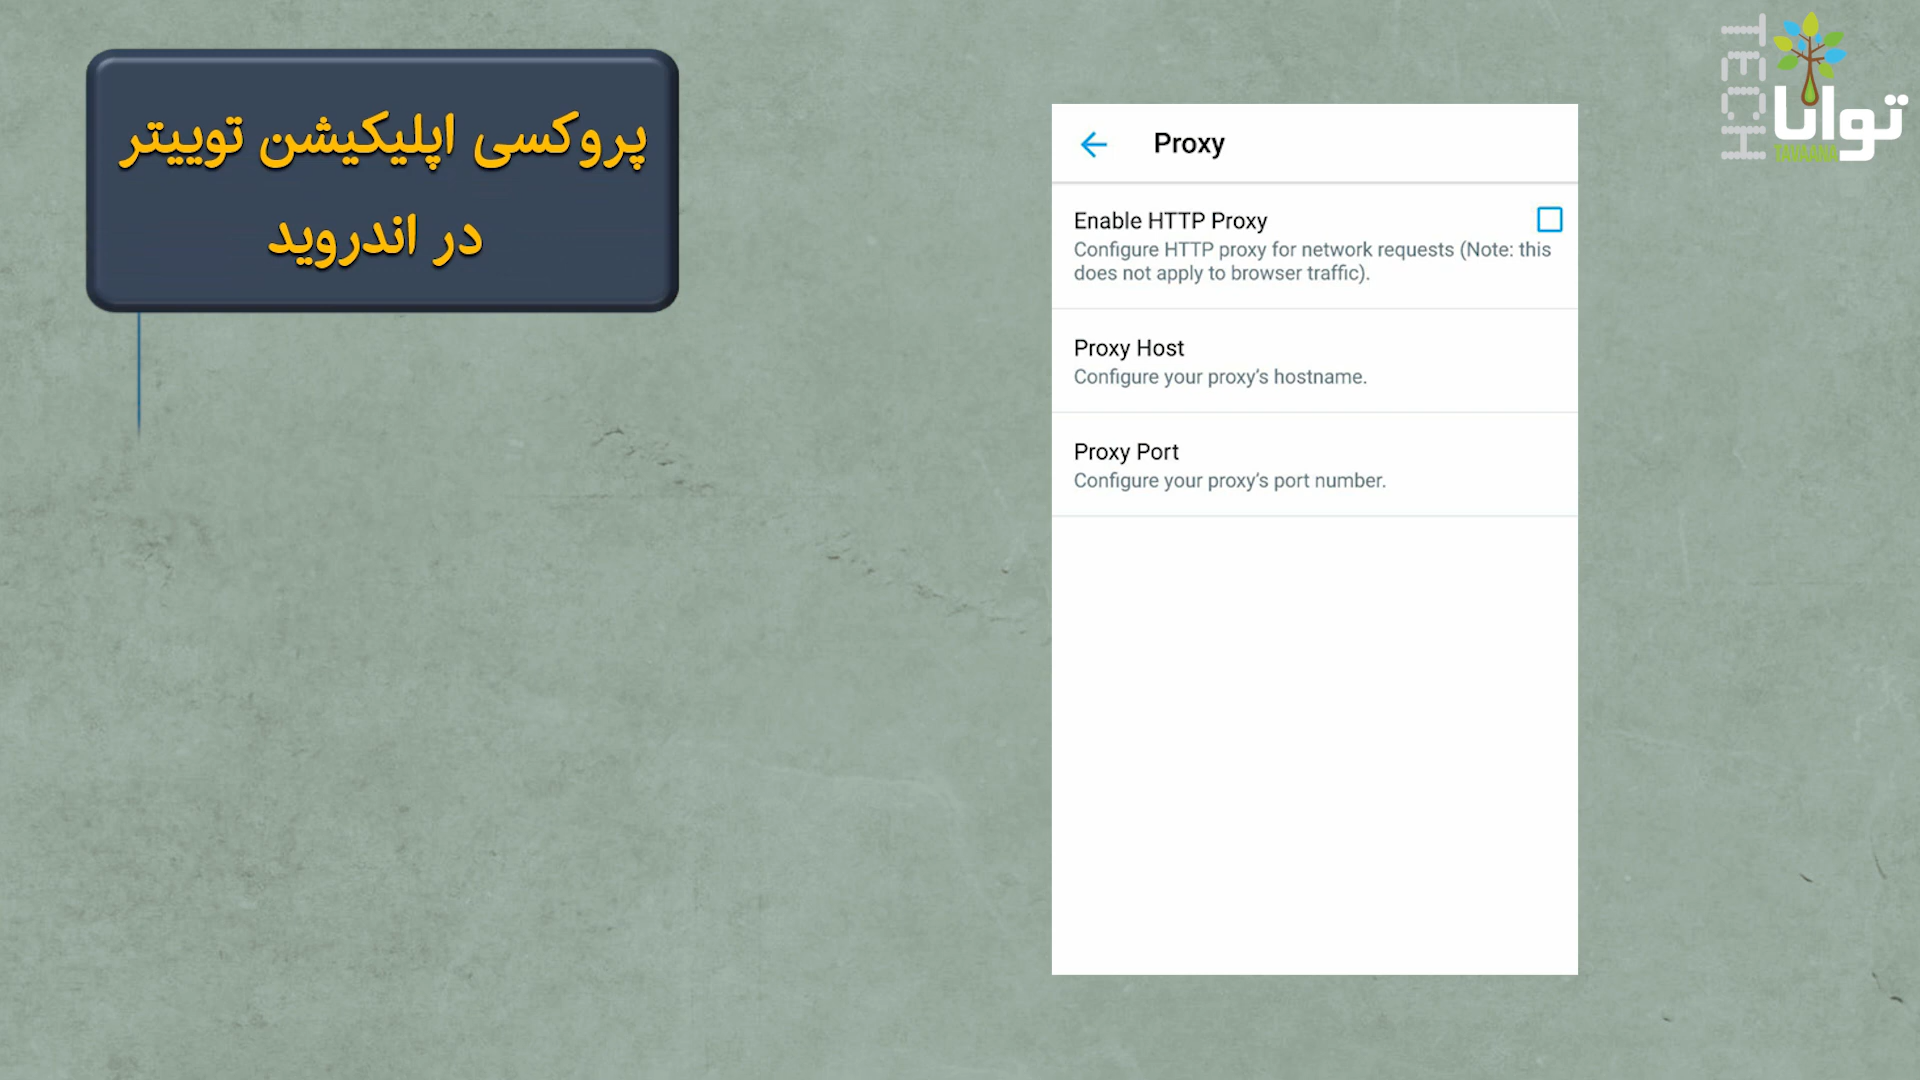 پروکسی اپلیکیشن توییتر
در اندروید
Proxy
Enable HTTP Proxy
Configure HTTP proxy for network requests (Note: this
does not apply to browser traffic).
Proxy Host
Configure your proxy's hostname.
Proxy Port
Configure your proxy's port number.
TECH
توانا
TAVAANA